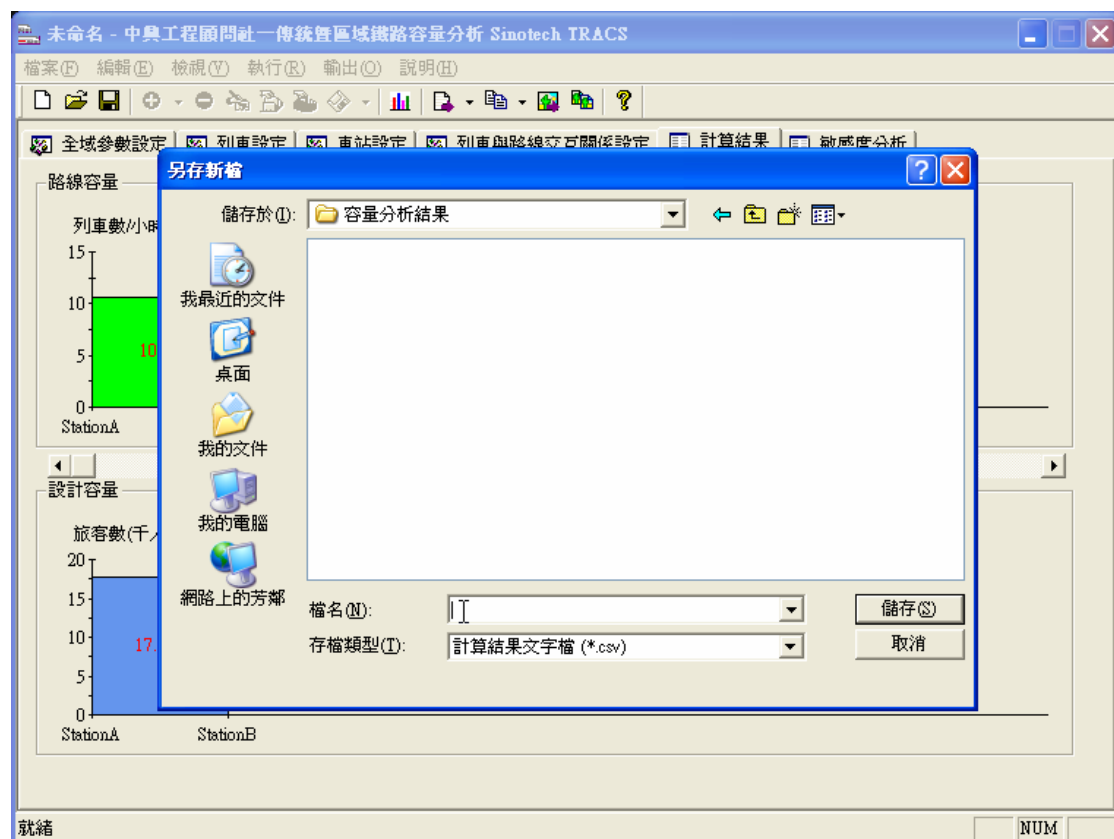 未命名 - 中興工程顧問社—傳統暨區域鐵路容量分析 Sinotech TRACS
檔案(F) 編輯(E) 檢視(V) 執行(R) 輸出(O) 說明(H)
全域參數設定 列車設定 車站設定 列車與路線交互關係設定 計算結果 敏感度分析
另存新檔
儲存於(I): 容量分析結果
我最近的文件
桌面
我的文件
我的電腦
網路上的芳鄰
檔名(N): 儲存(S)
存檔類型(T): 計算結果文字檔 (*.csv) 取消
路線容量
列車數/小時
15
10
10
5
0
StationA
設計容量
旅客數(千人
20
15
10
17.
5
0
StationA StationB
就緒 NUM